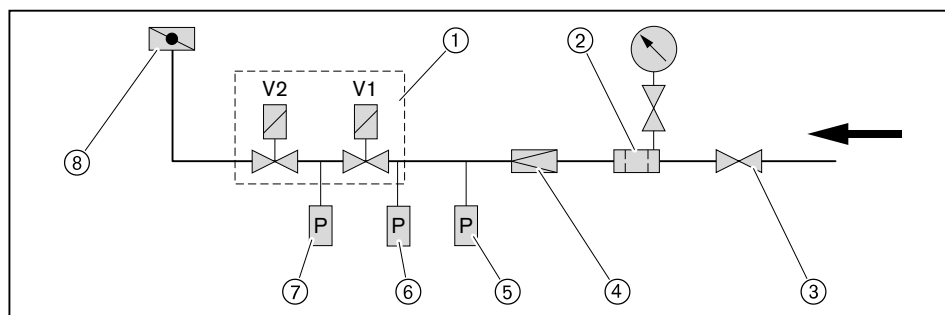 ① ②
V2 V1
⑧
P P P
⑦ ⑥ ⑤ ④ ③